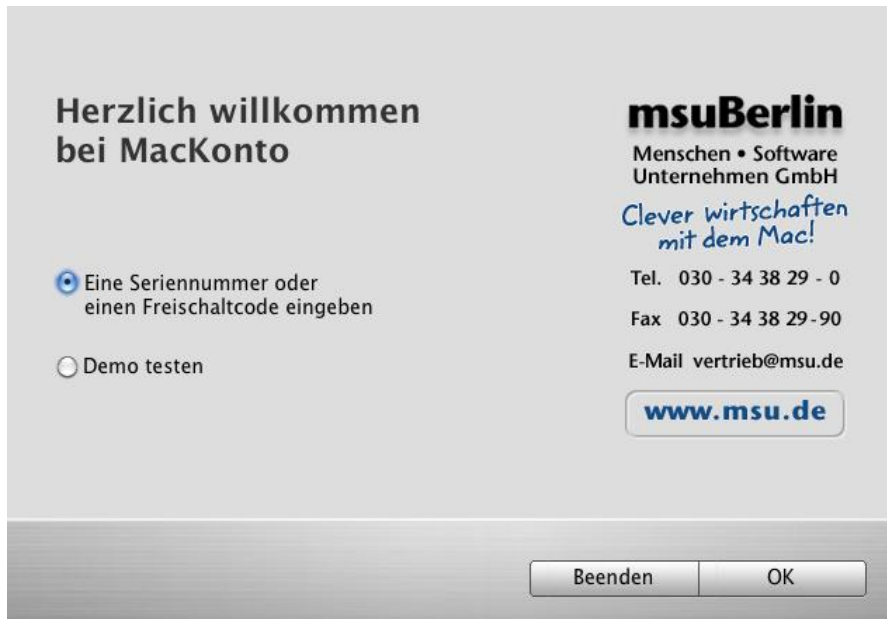 Herzlich willkommen
bei MacKonto
Eine Seriennummer oder
einen Freischaltcode eingeben
Demo testen
msuBerlin
Menschen • Software
Unternehmen GmbH
Clever wirtschaften
mit dem Mac!
Tel. 030 - 34 38 29 - 0
Fax 030 - 34 38 29 - 90
E-Mail vertrieb@msu.de
www.msu.de
Beenden
OK